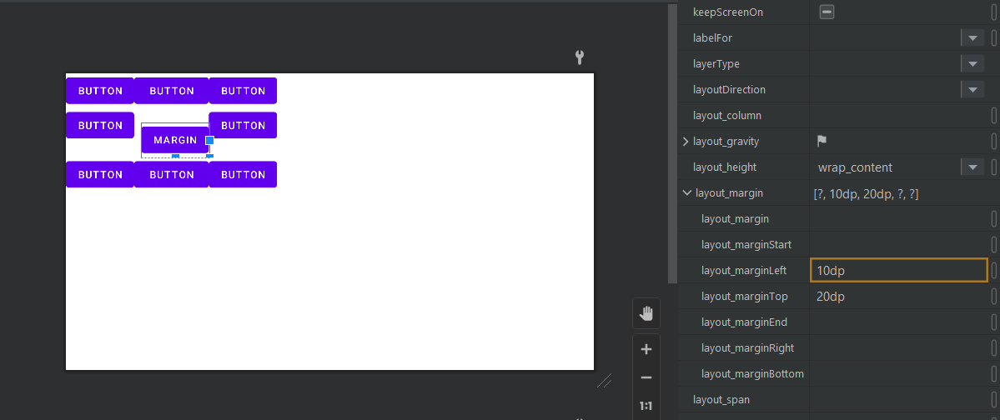 BUTTON BUTTON BUTTON
BUTTON MARGIN BUTTON
BUTTON BUTTON BUTTON
1:1
keepScreenOn
labelFor
layerType
layoutDirection
layout_column
layout_gravity
layout_height wrap_content
layout_margin [?, 10dp, 20dp, ?, ?]
layout_margin
layout_marginStart
layout_marginLeft 10dp
layout_marginTop 20dp
layout_marginEnd
layout_marginRight
layout_marginBottom
layout_span